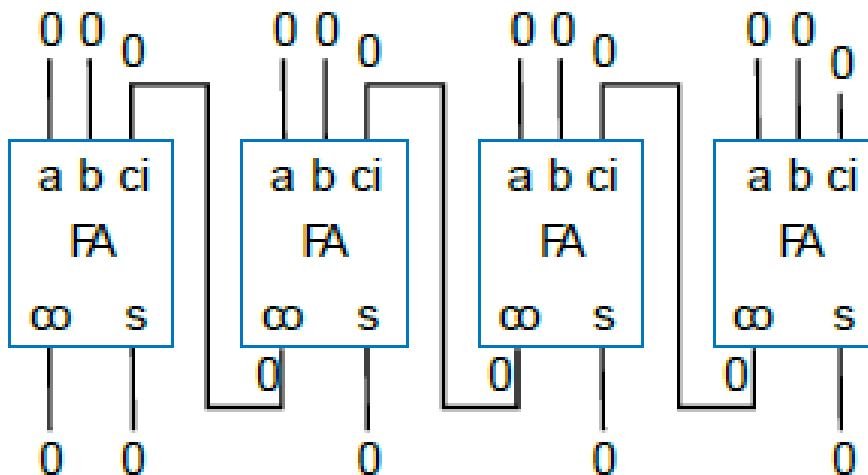 0 0 0 0 0 0 0 0 0 0 0 0
a b ci a b ci a b ci a b ci
FA FA FA FA
co s co s co s co s
0 0 0
0 0 0 0 0